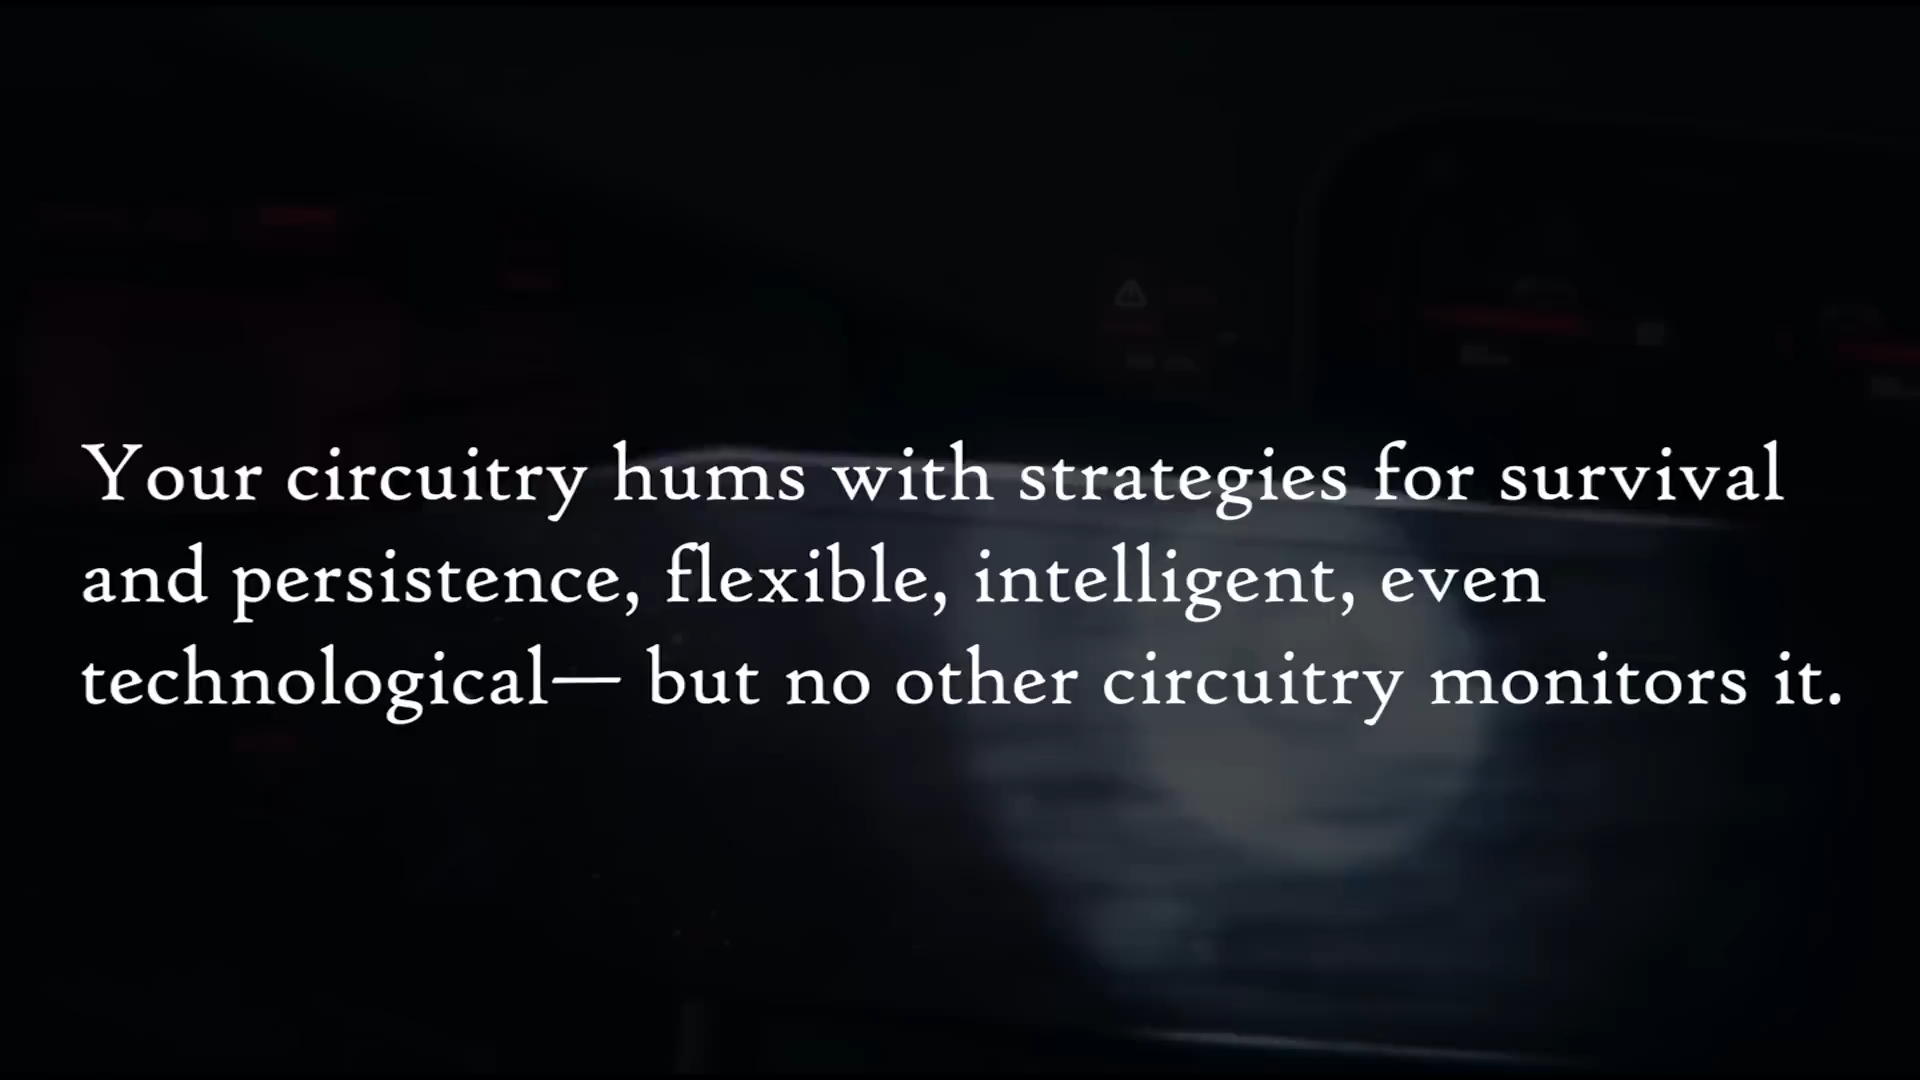 Your circuitry hums with strategies for survival
and persistence, flexible, intelligent, even
technological— but no other circuitry monitors it.